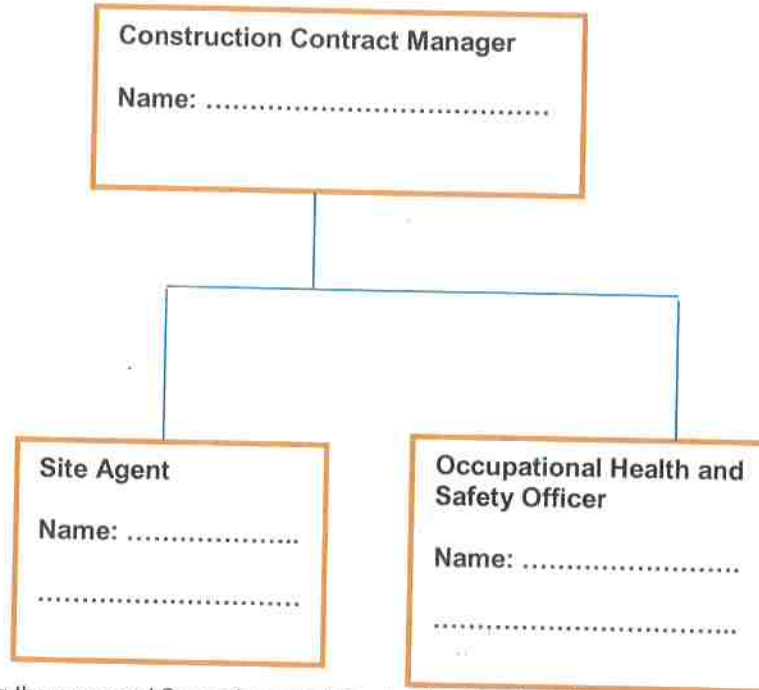 Construction Contract Manager
Name: ......................................
Site Agent
Name: ...................
.............................
Occupational Health and
Safety Officer
Name: ........................
..................................